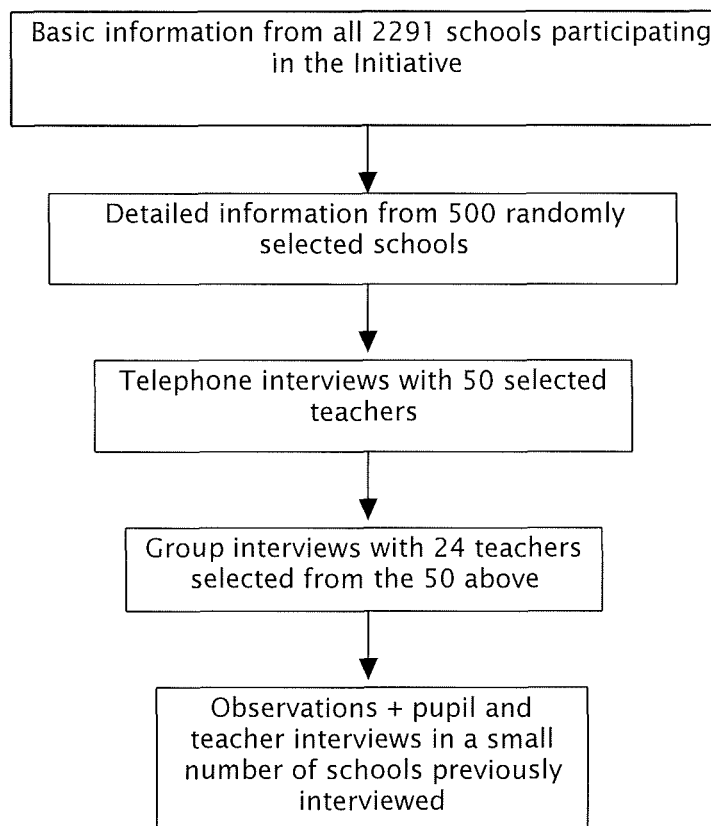 Basic information from all 2291 schools participating
in the Initiative
Detailed information from 500 randomly
selected schools
Telephone interviews with 50 selected
teachers
Group interviews with 24 teachers
selected from the 50 above
Observations + pupil and
teacher interviews in a small
number of schools previously
interviewed